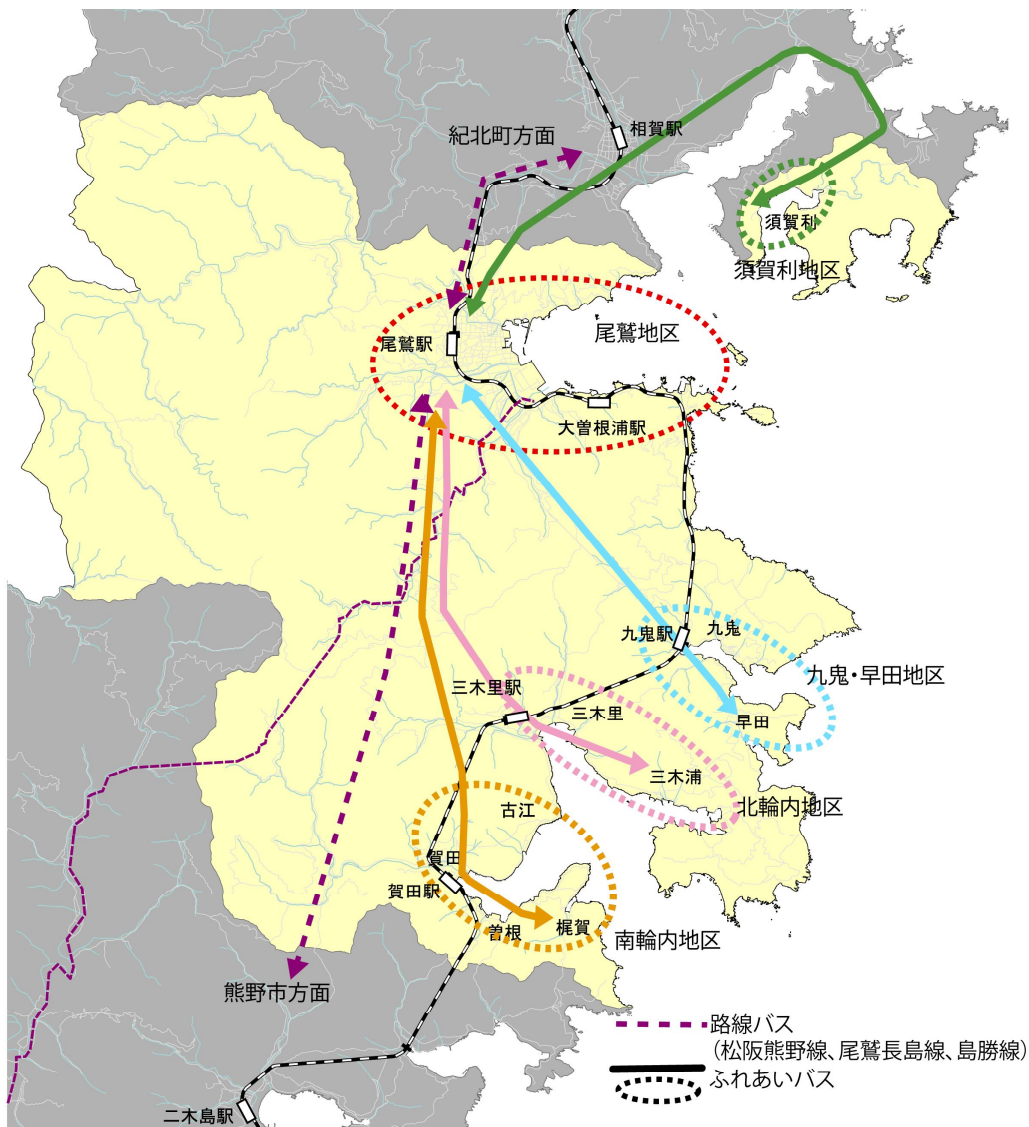 相賀駅
紀北町方面
須賀利
須賀利地区
尾鷲地区
尾鷲駅
大曽根浦駅
九鬼駅
九鬼
九鬼・早田地区
三木里駅
三木里
早田
三木浦
北輪内地区
古江
賀田
賀田駅
曽根
梶賀
南輪内地区
熊野市方面
路線バス
(松阪熊野線、尾鷲長島線、島勝線)
ふれあいバス
二木島駅